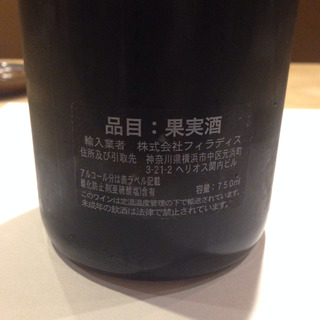 品目：果実酒
輸入業者 株式会社フィラディス
住所及び引取先 神奈川県横浜市中区元浜町
3-21-2 ヘリオス関内ビル
アルコール分は表ラベル記載
酸化防止剤(亜硫酸塩)含有 容量：750ml
このワインは定温温度管理の下で輸送されています。
未成年の飲酒は法律で禁止されています。